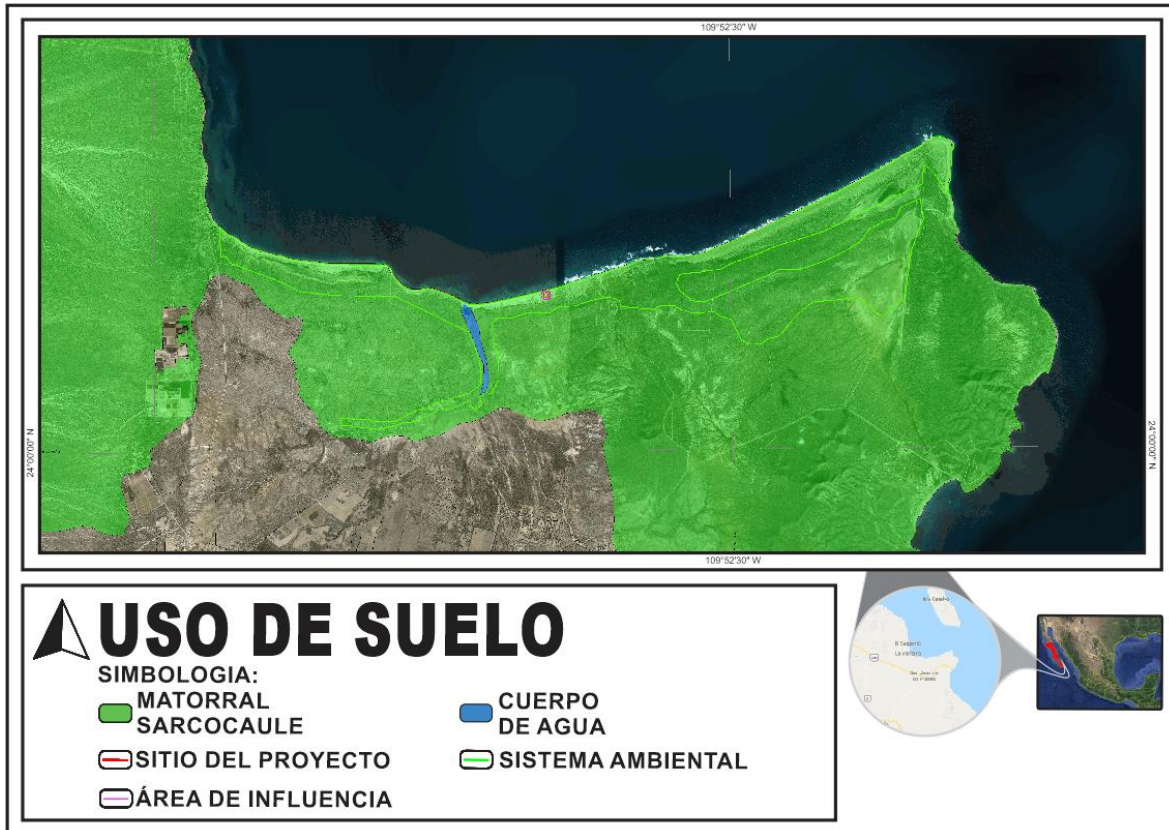 109°52'30" W
24°00'00" N
24°00'00" N
109°52'30" W
USO DE SUELO
SIMBOLOGIA:
MATORRAL
SARCOCAULE
CUERPO
DE AGUA
SITIO DEL PROYECTO
SISTEMA AMBIENTAL
ÁREA DE INFLUENCIA